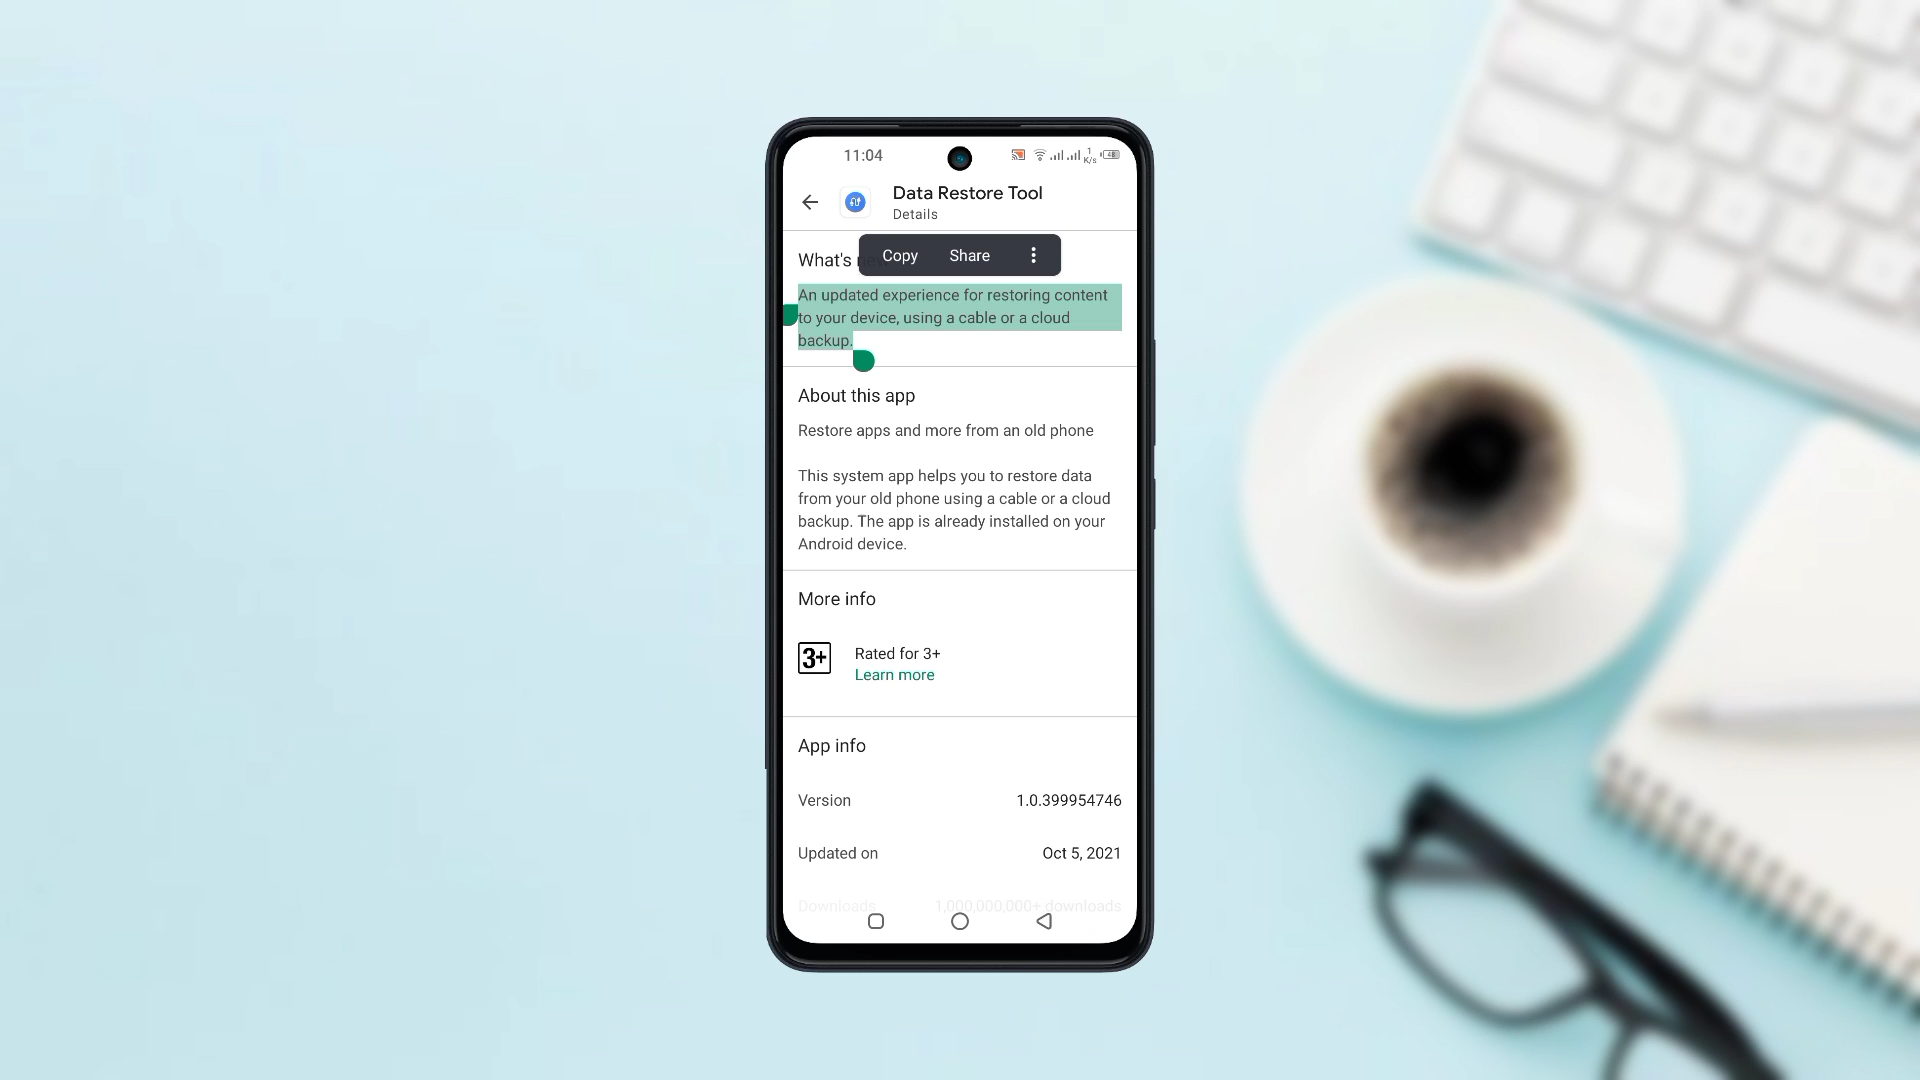 11:04
1
K/s
48
Data Restore Tool
Details
Copy Share
What's
An updated experience for restoring content
to your device, using a cable or a cloud
backup.
About this app
Restore apps and more from an old phone
This system app helps you to restore data
from your old phone using a cable or a cloud
backup. The app is already installed on your
Android device.
More info
3+ Rated for 3+
Learn more
App info
Version 1.0.399954746
Updated on Oct 5, 2021
Downloads 1,000,000,000+ downloads